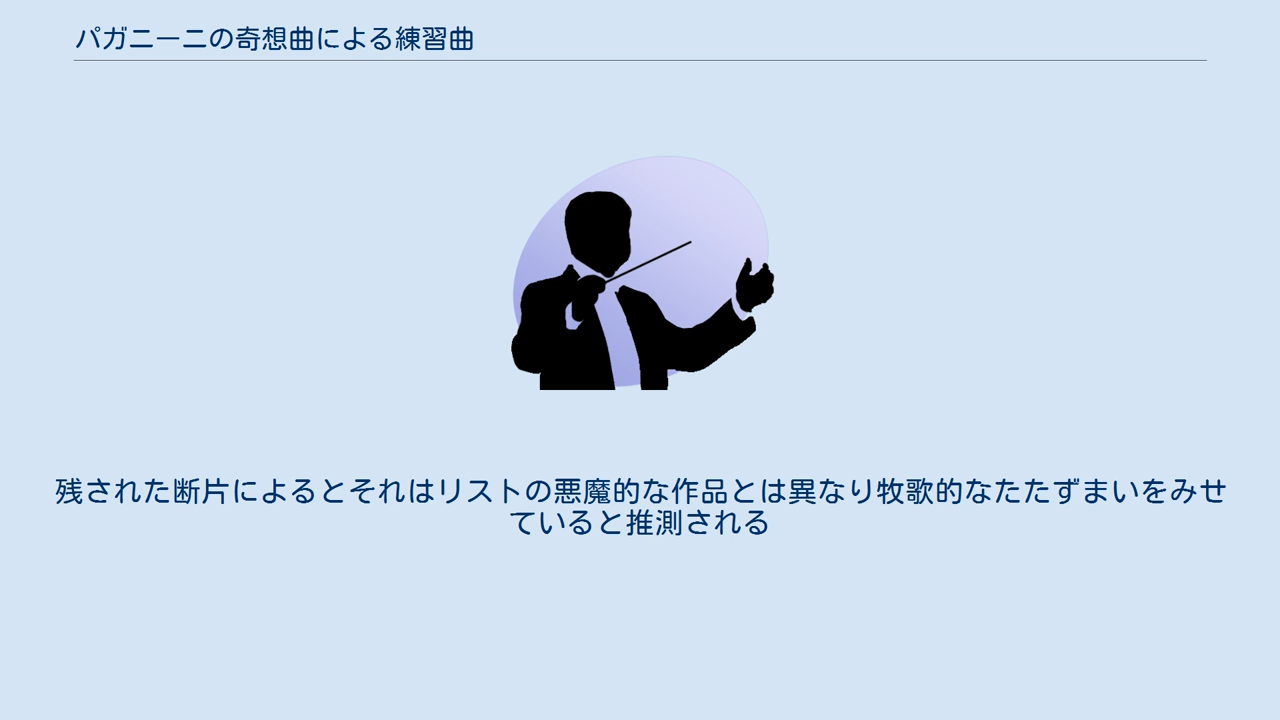 パガニーニの奇想曲による練習曲
残された断片によるとそれはリストの悪魔的な作品とは異なり牧歌的なたたずまいをみせ
ていると推測される